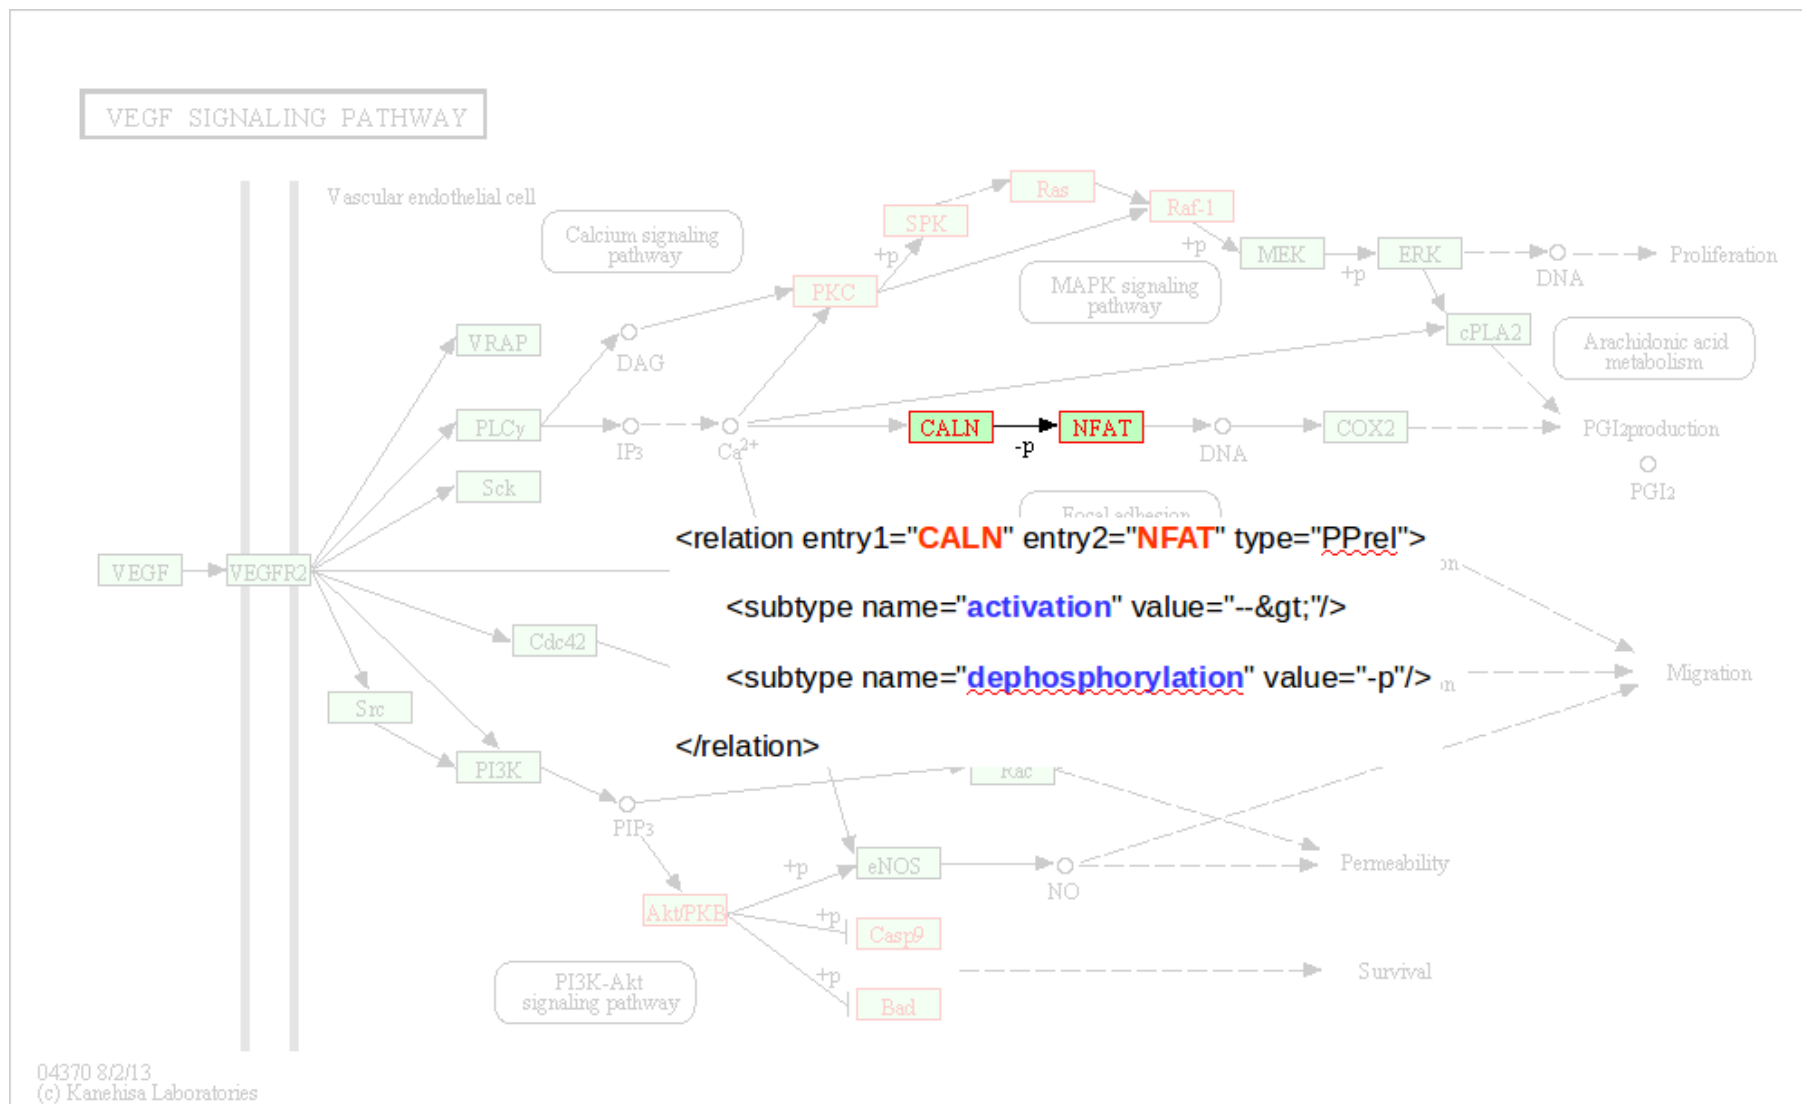 VEGF SIGNALING PATHWAY
Vascular endothelial cell
Calcium signaling
pathway
SPK
Ras
Raf-1
+p
+p
MEK
+p
ERK
DNA
Proliferation
PKC
MAPK signaling
pathway
VRAP
DAG
cPLA2
Arachidonic acid
metabolism
PLCγ
IP3
Ca2+
CALN
-p
NFAT
DNA
COX2
PGI2production
PGI2
Sck
Focal adhesion
<relation entry1="CALN" entry2="NFAT" type="PPrel">
<subtype name="activation" value="--&gt;"/>
<subtype name="dephosphorylation" value="-p"/>
</relation>
VEGF
VEGFR2
Cdc42
Migration
Src
PI3K
Rac
PIP3
+p
eNOS
NO
Permeability
Akt/PKB
+p
Casp9
+p
Bad
Survival
PI3K-Akt
signaling pathway
04370 8/2/13
(c) Kanehisa Laboratories